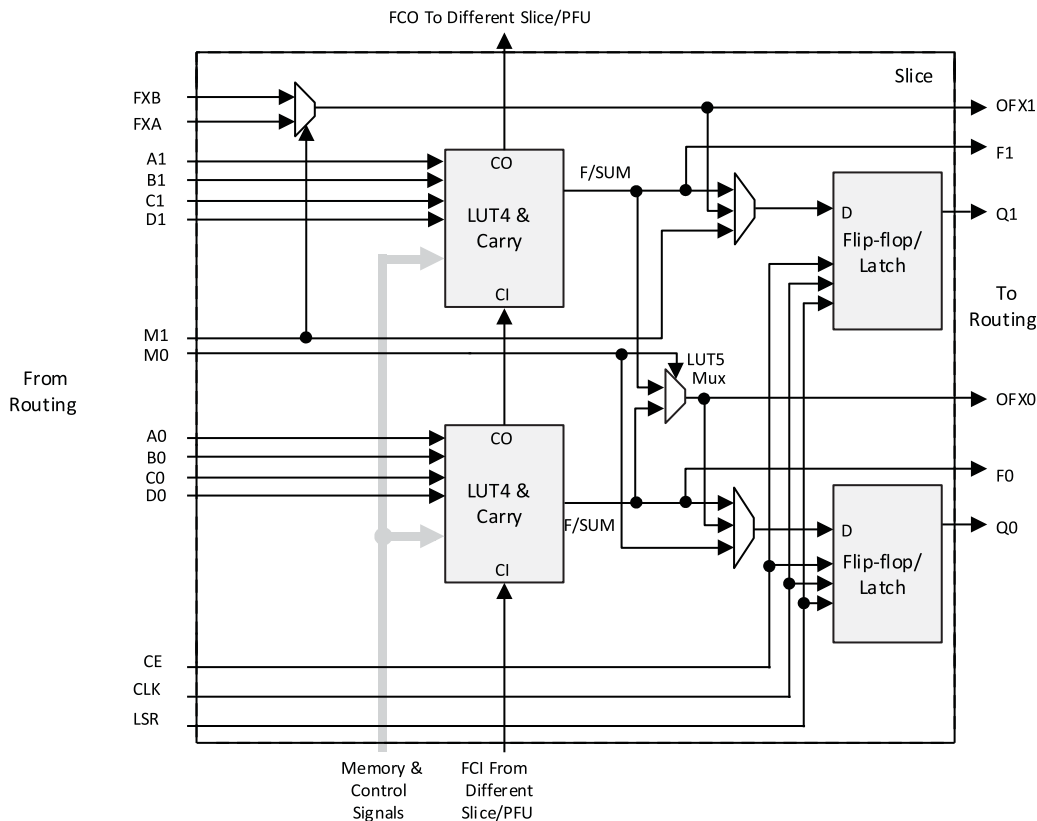 FCO To Different Slice/PFU
Slice
FXB
FXA
OFX1
F1
A1
B1
C1
D1
CO
LUT4 &
Carry
CI
F/SUM
D
Flip-flop/
Latch
Q1
To
Routing
M1
M0
From
Routing
LUT5
Mux
OFX0
A0
B0
C0
D0
CO
LUT4 &
Carry
CI
F/SUM
F0
D
Flip-flop/
Latch
Q0
CE
CLK
LSR
Memory &
Control
Signals
FCI From
Different
Slice/PFU